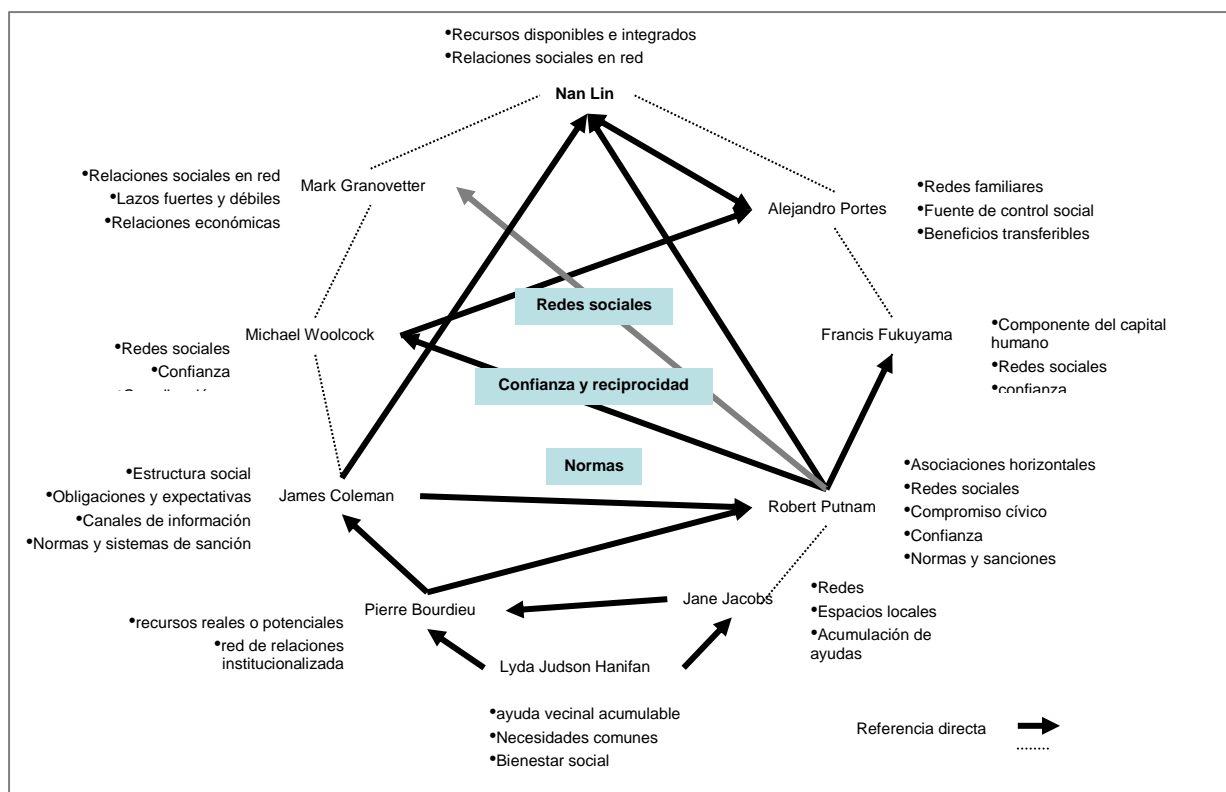 •Recursos disponibles e integrados
•Relaciones sociales en red
Nan Lin
•Relaciones sociales en red
•Lazos fuertes y débiles
•Relaciones económicas
Mark Granovetter
Alejandro Portes
•Redes familiares
•Fuente de control social
•Beneficios transferibles
Redes sociales
Michael Woolcock
•Redes sociales
•Confianza
Francis Fukuyama
•Componente del capital
humano
•Redes sociales
•confianza
Confianza y reciprocidad
Normas
•Estructura social
•Obligaciones y expectativas
•Canales de información
•Normas y sistemas de sanción
James Coleman
Robert Putnam
•Asociaciones horizontales
•Redes sociales
•Compromiso cívico
•Confianza
•Normas y sanciones
Pierre Bourdieu
•recursos reales o potenciales
•red de relaciones
institucionalizada
Jane Jacobs
•Redes
•Espacios locales
•Acumulación de
ayudas
Lyda Judson Hanifan
•ayuda vecinal acumulable
•Necesidades comunes
•Bienestar social
Referencia directa